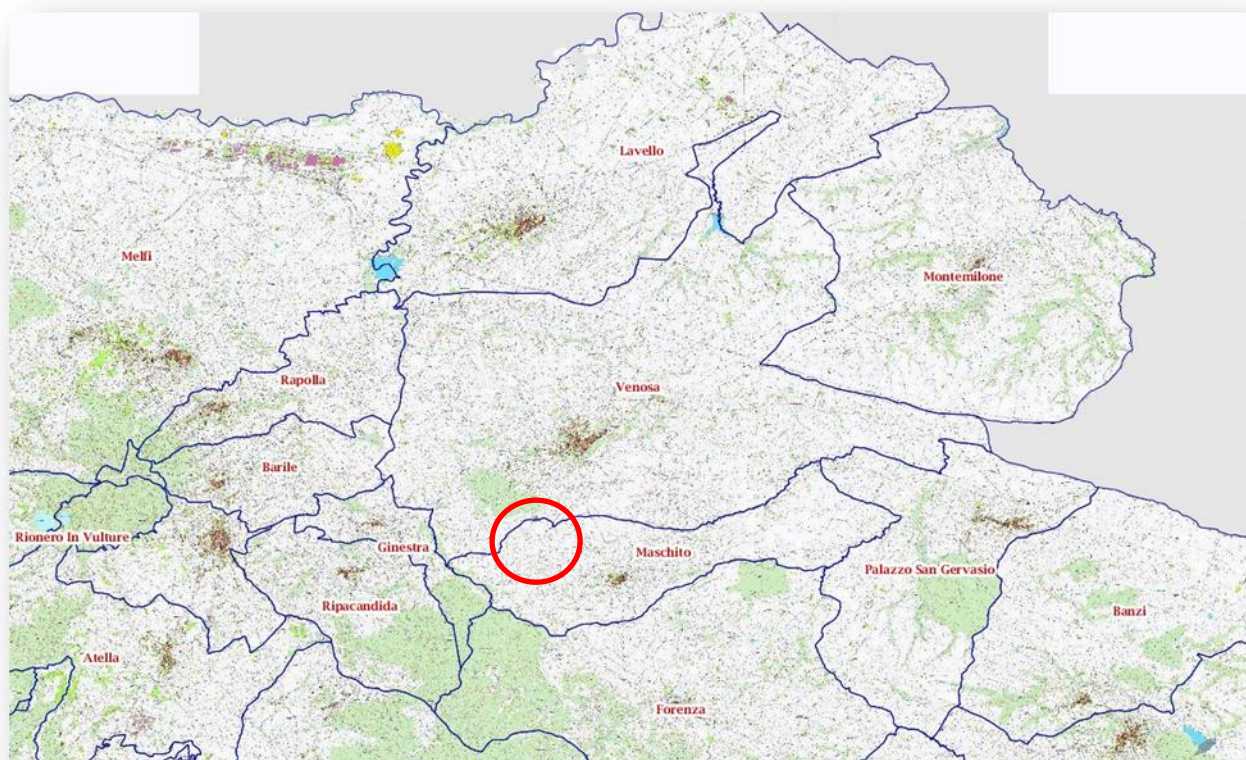 Lavello
Melfi
Montemilone
Rapolla
Venosa
Barile
Rionero In Vulture
Ginestra
Maschito
Palazzo San Gervasio
Ripacandida
Banzi
Atella
Forenza